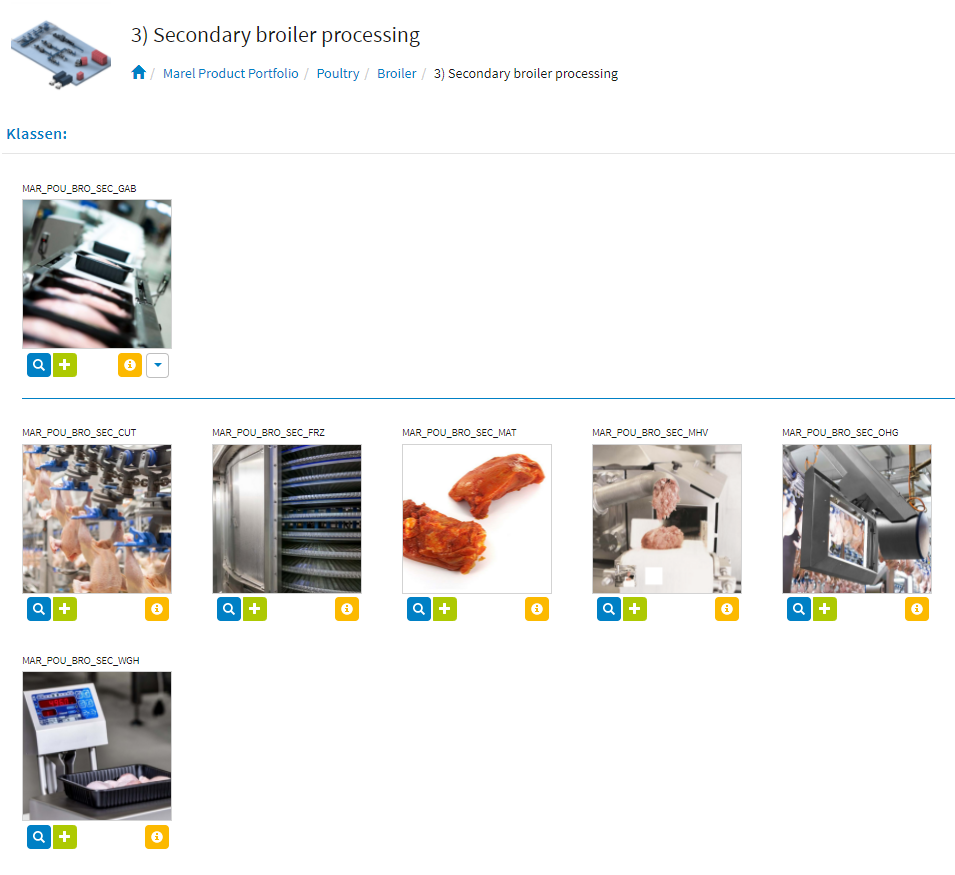 3) Secondary broiler processing
/ Marel Product Portfolio / Poultry / Broiler / 3) Secondary broiler processing
Klassen:
MAR_POU_BRO_SEC_GAB
MAR_POU_BRO_SEC_CUT
MAR_POU_BRO_SEC_FRZ
MAR_POU_BRO_SEC_MAT
MAR_POU_BRO_SEC_MHV
MAR_POU_BRO_SEC_OHG
MAR_POU_BRO_SEC_WGH